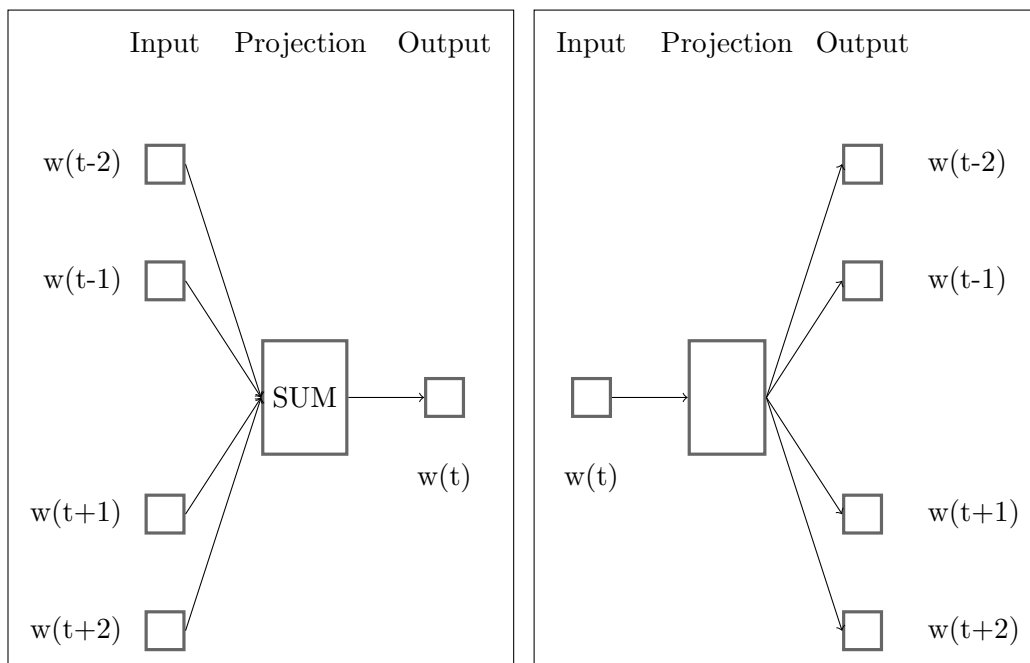 Input Projection Output
w(t-2)
w(t-1)
SUM
w(t)
w(t+1)
w(t+2)
Input Projection Output
w(t-2)
w(t-1)
w(t)
w(t+1)
w(t+2)